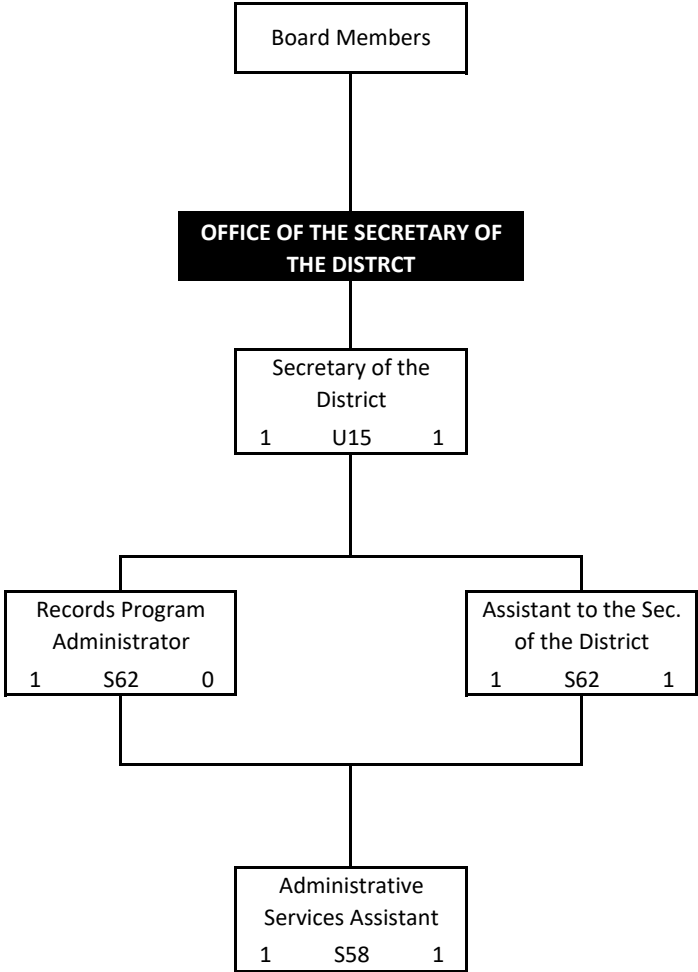 Board Members
OFFICE OF THE SECRETARY OF
THE DISTRCT
Secretary of the
District
1 U15 1
Records Program
Administrator
1 S62 0
Assistant to the Sec.
of the District
1 S62 1
Administrative
Services Assistant
1 S58 1